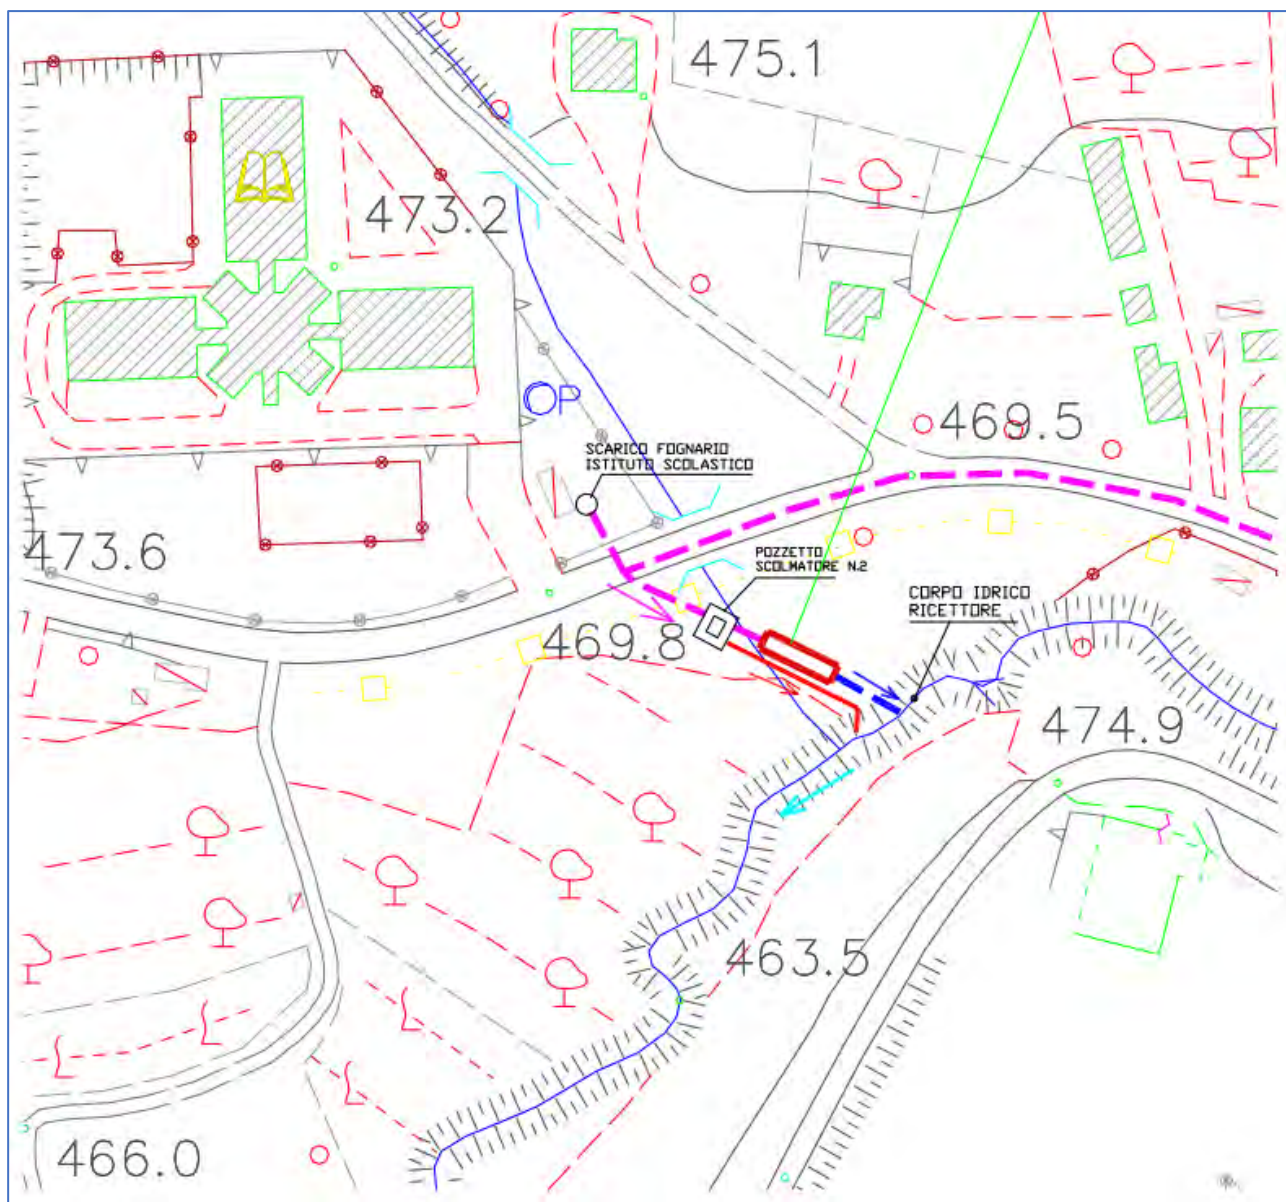 475.1
473.2
469.5
SCARICO FOGNARIO
ISTITUTO SCOLASTICO
P
473.6
POZZETTO
SCOLMATORE N.2
CORPO IDRICO
RICETTORE
469.8
474.9
463.5
466.0